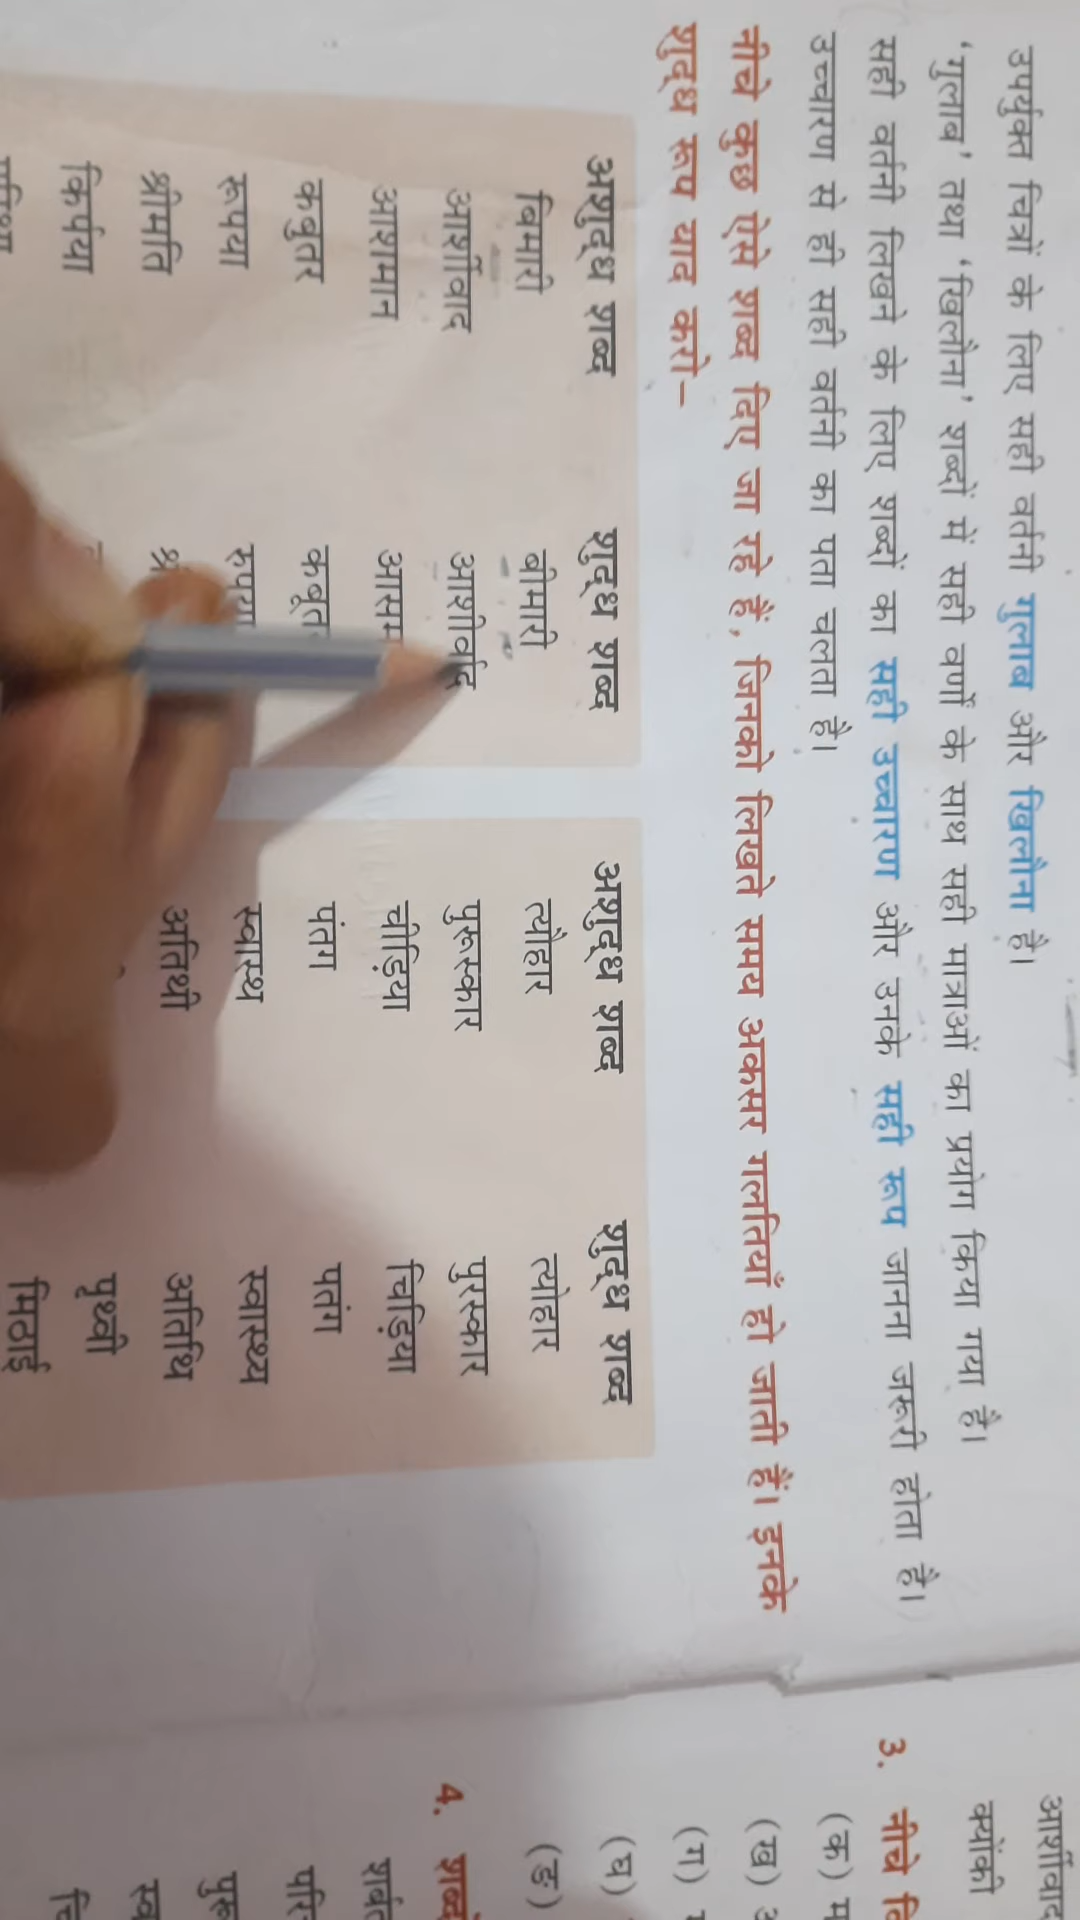 उपर्युक्त चित्रों के लिए सही वर्तनी गुलाब और खिलौना है।
'गुलाब' तथा 'खिलौना' शब्दों में सही वर्णों के साथ सही मात्राओं का प्रयोग किया गया है।
सही वर्तनी लिखने के लिए शब्दों का सही उच्चारण और उनके सही रूप जानना जरूरी होता है।
उच्चारण से ही सही वर्तनी का पता चलता है।
नीचे कुछ ऐसे शब्द दिए जा रहे हैं, जिनको लिखते समय अकसर गलतियाँ हो जाती हैं। इनके
शुद्ध रूप याद करो–
अशुद्ध शब्द शुद्ध शब्द अशुद्ध शब्द शुद्ध शब्द
बिमारी बीमारी त्यौहार त्योहार
आर्शीवाद आशीर्वाद पुरूस्कार पुरस्कार
आशमान चीड़िया चिड़िया
कबुतर पंतग पतंग
रूपया स्वास्थ स्वास्थ्य
श्रीमति अतिथी अतिथि
किर्पया पृथ्वी
मिठाई
आर्शीवाद
क्योंकी
3. नीचे
(क)
(ख)
(ग)
(घ)
(ङ)
4.